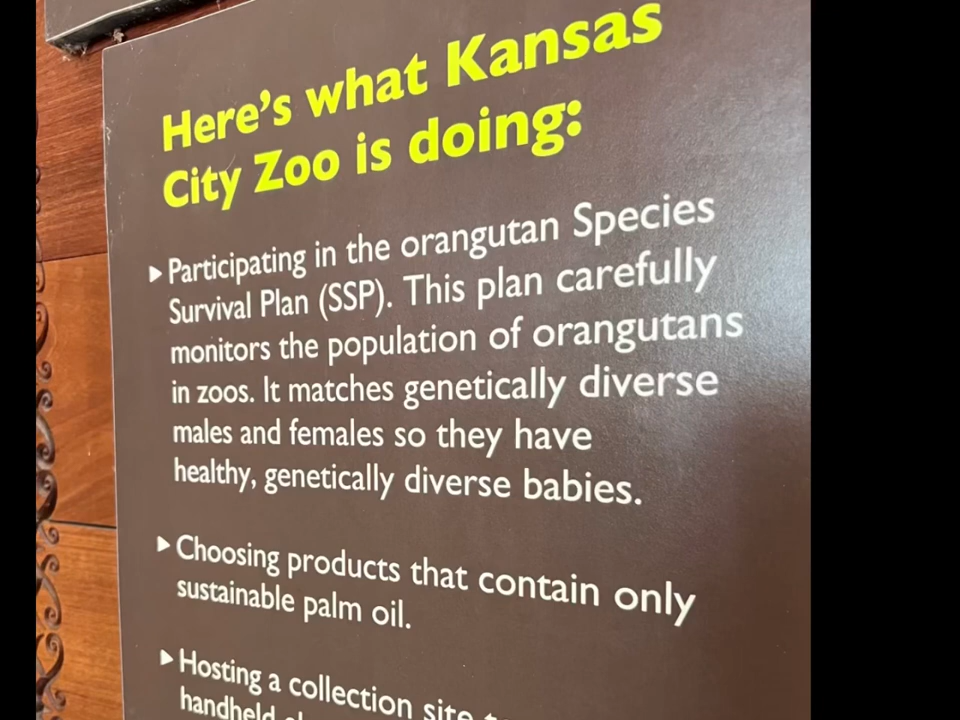 Here's what Kansas
City Zoo is doing:
▸ Participating in the orangutan Species
Survival Plan (SSP). This plan carefully
monitors the population of orangutans
in zoos. It matches genetically diverse
males and females so they have
healthy, genetically diverse babies.
▸ Choosing products that contain only
sustainable palm oil.
▸ Hosting a collection site
handheld